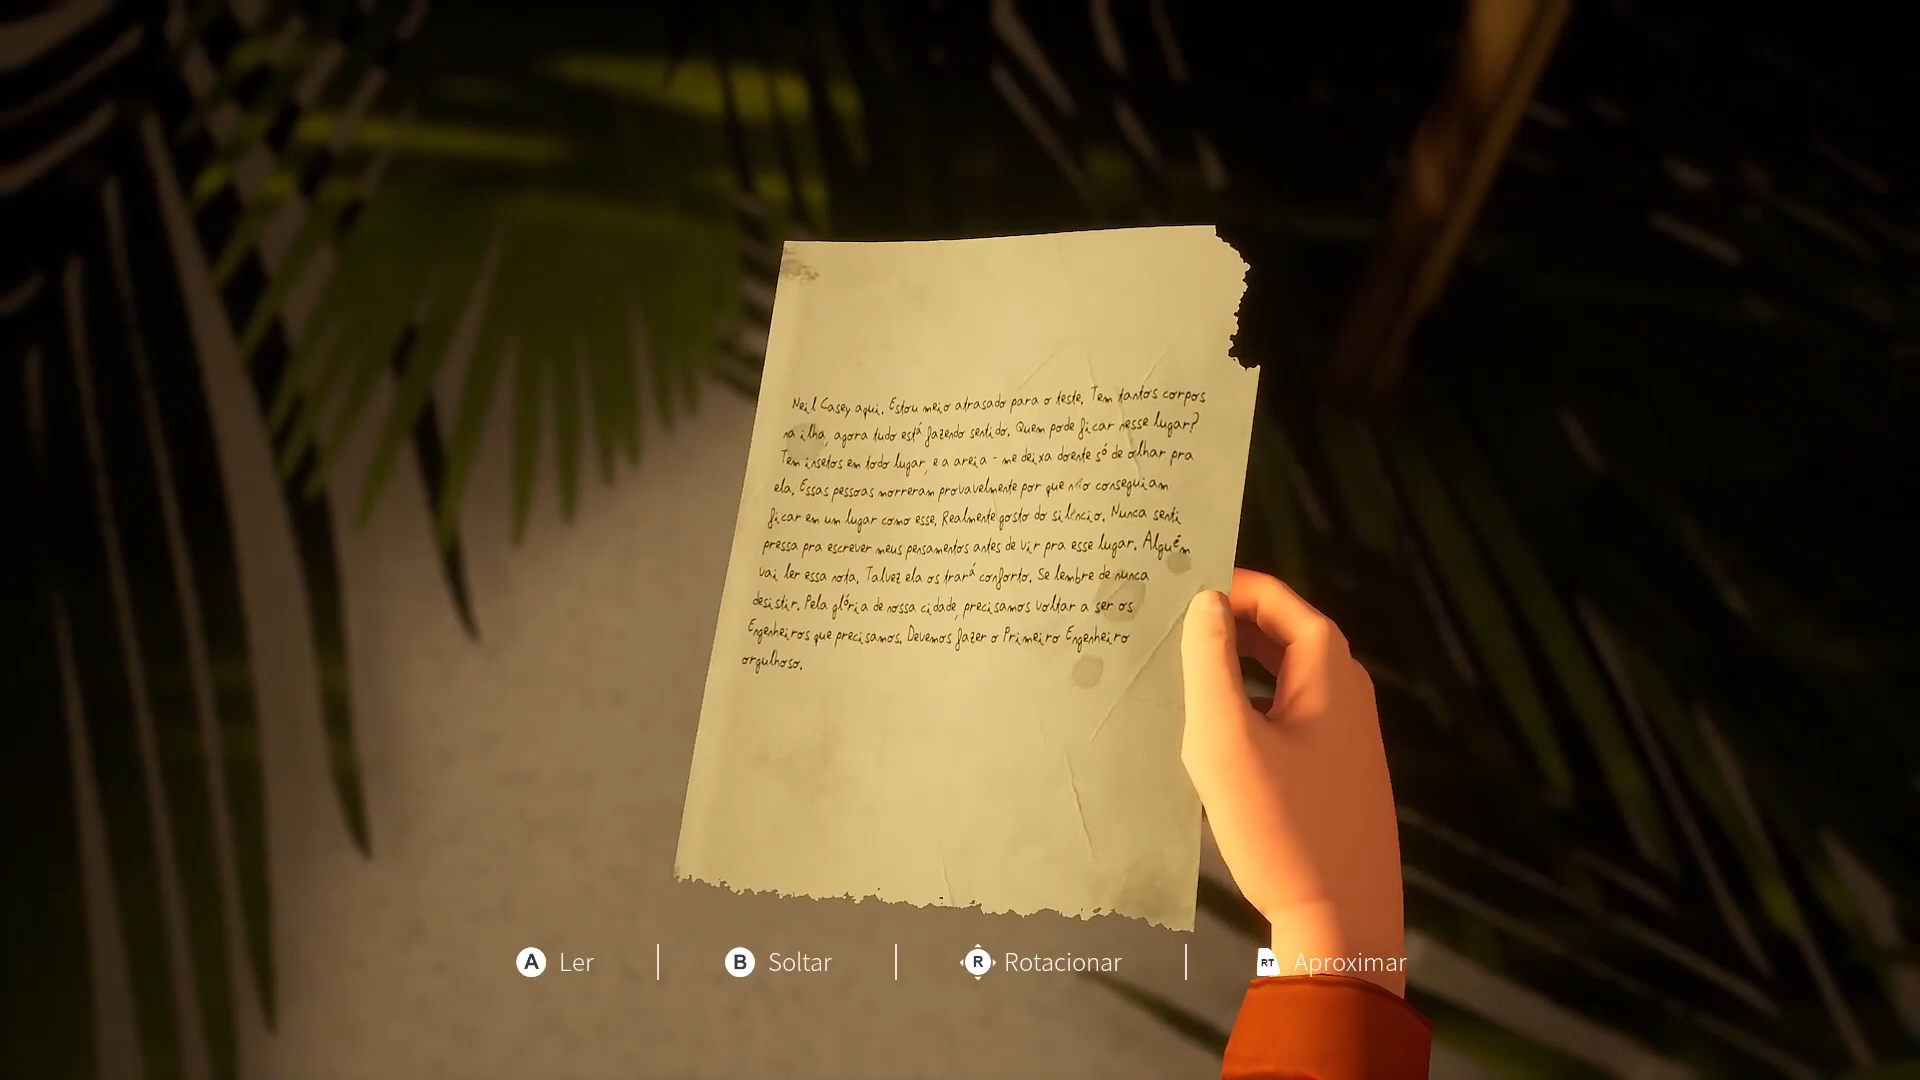 Neil Casey aqui. Estou meio atrasado para o teste. Tem tantos corpos
na ilha, agora tudo está fazendo sentido. Quem pode ficar nesse lugar?
Tem insetos em todo lugar, e a areia - me deixa doente só de olhar pra
ela. Essas pessoas morreram provavelmente por que não conseguiam
ficar em um lugar como esse. Realmente gosto do silêncio. Nunca senti
pressa pra escrever meus pensamentos antes de vir pra esse lugar. Alguém
vai ler essa nota. Talvez ela os trará conforto. Se lembre de nunca
desistir. Pela glória de nossa cidade, precisamos voltar a ser os
Engenheiros que precisamos. Devemos fazer o Primeiro Engenheiro
orgulhoso.
A Ler B Soltar R Rotacionar RT Aproximar